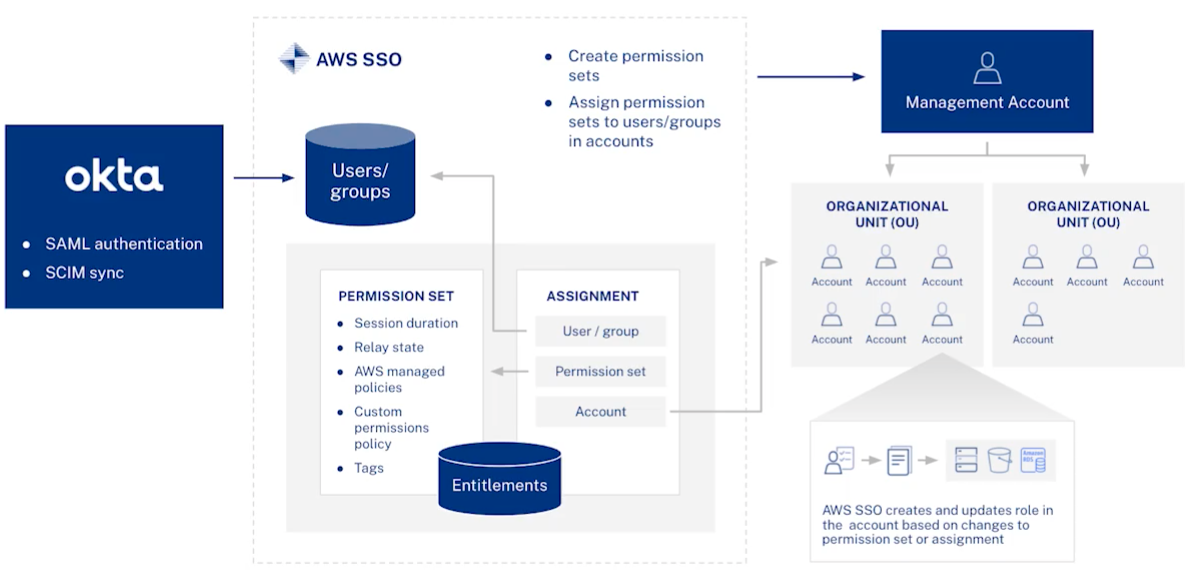 okta
SAML authentication
SCIM sync
AWS SSO
Create permission
sets
Assign permission
sets to users/groups
in accounts
Users/
groups
PERMISSION SET
Session duration
Relay state
AWS managed
policies
Custom
permissions
policy
Tags
ASSIGNMENT
User / group
Permission set
Account
Entitlements
Management Account
ORGANIZATIONAL
UNIT (OU)
Account Account Account
Account Account Account
ORGANIZATIONAL
UNIT (OU)
Account Account Account
Account
Amazon
RDS
AWS SSO creates and updates role in
the account based on changes to
permission set or assignment